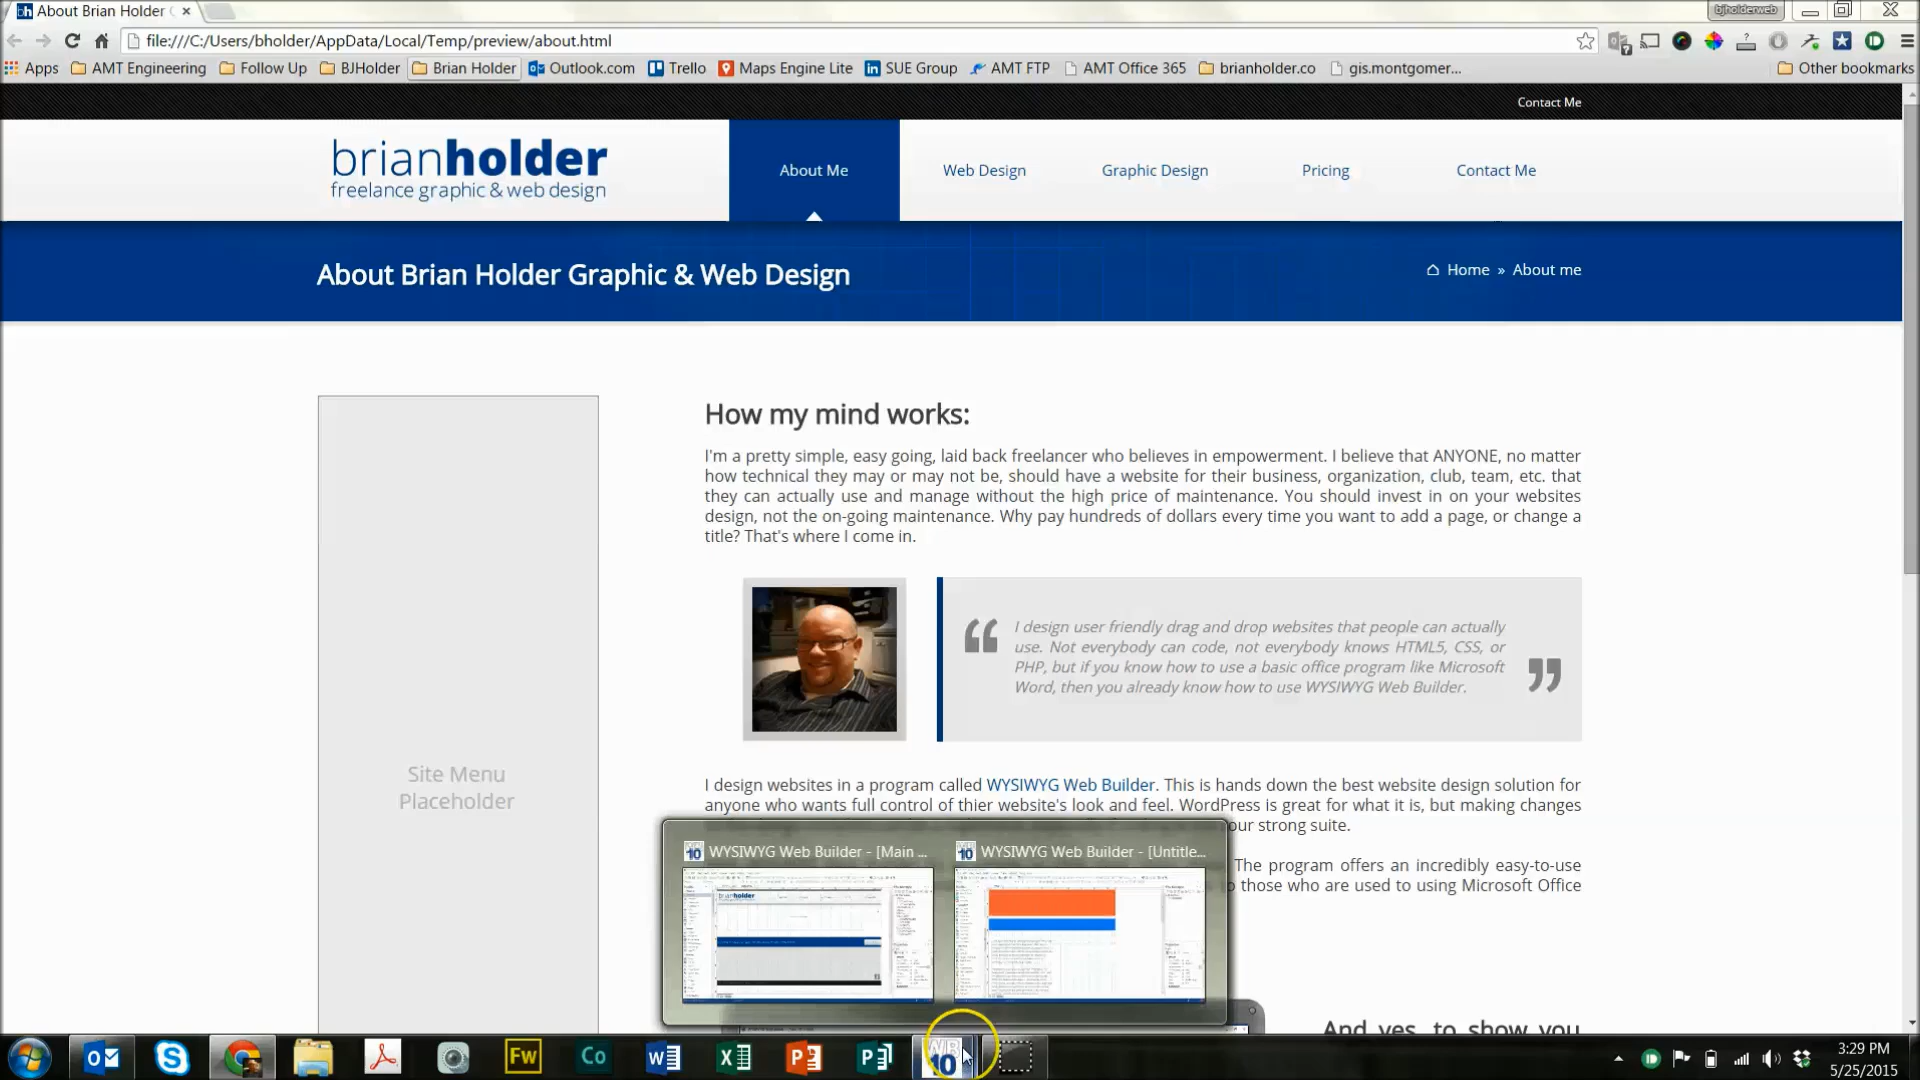 About Brian Holder
bjholderweb
file:///C:/Users/bholder/AppData/Local/Temp/preview/about.html
Apps AMT Engineering Follow Up BJHolder Brian Holder Outlook.com Trello Maps Engine Lite SUE Group AMT FTP AMT Office 365 brianholder.co gis.montgomer... Other bookmarks
Contact Me
brianholder
freelance graphic & web design
About Me Web Design Graphic Design Pricing Contact Me
About Brian Holder Graphic & Web Design
Home » About me
How my mind works:
I'm a pretty simple, easy going, laid back freelancer who believes in empowerment. I believe that ANYONE, no matter
how technical they may or may not be, should have a website for their business, organization, club, team, etc. that
they can actually use and manage without the high price of maintenance. You should invest in on your websites
design, not the on-going maintenance. Why pay hundreds of dollars every time you want to add a page, or change a
title? That's where I come in.
I design user friendly drag and drop websites that people can actually
use. Not everybody can code, not everybody knows HTML5, CSS, or
PHP, but if you know how to use a basic office program like Microsoft
Word, then you already know how to use WYSIWYG Web Builder.
Site Menu
Placeholder
I design websites in a program called WYSIWYG Web Builder. This is hands down the best website design solution for
anyone who wants full control of thier website's look and feel. WordPress is great for what it is, but making changes
our strong suite.
The program offers an incredibly easy-to-use
o those who are used to using Microsoft Office
WYSIWYG Web Builder - [Main ...
WYSIWYG Web Builder - [Untitle...
And yes, to show you
Fw Co 10
3:29 PM
5/25/2015